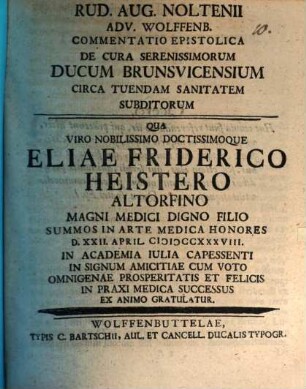 RUD. AUG. NOLTENII
ADV. WOLFFENB.
COMMENTATIO EPISTOLICA
DE CURA SERENISSIMORUM
DUCUM BRUNSVICENSIUM
CIRCA TUENDAM SANITATEM
SUBDITORUM
QUA
VIRO NOBILISSIMO DOCTISSIMOQUE
ELIAE FRIDERICO
HEISTERO
ALTORFINO
MAGNI MEDICI DIGNO FILIO
SUMMOS IN ARTE MEDICA HONORES
D. XXII. APRIL. CIƆIƆCCXXXVIII.
IN ACADEMIA IULIA CAPESSENTI
IN SIGNUM AMICITIAE CUM VOTO
OMNIGENAE PROSPERITATIS ET FELICIS
IN PRAXI MEDICA SUCCESSUS
EX ANIMO GRATULATUR.
WOLFFENBUTTELAE,
TYPIS C. BARTSCHII, AUL. ET CANCELL. DUCALIS TYPOGR.